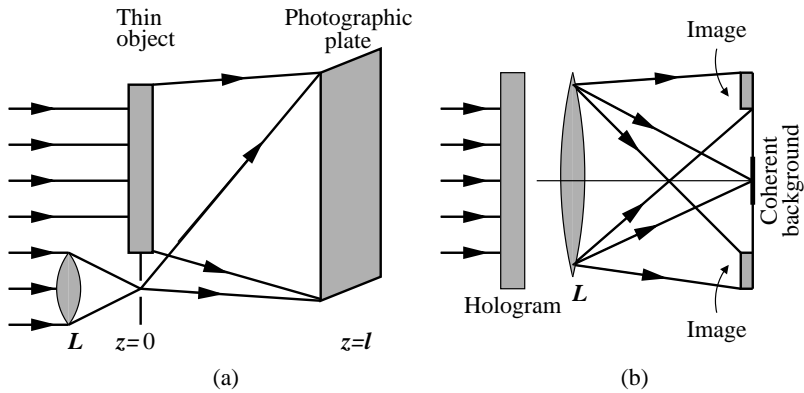 Thin
object
Photographic
plate
L
z=0
z=l
(a)
Image
Coherent
background
Hologram
L
Image
(b)